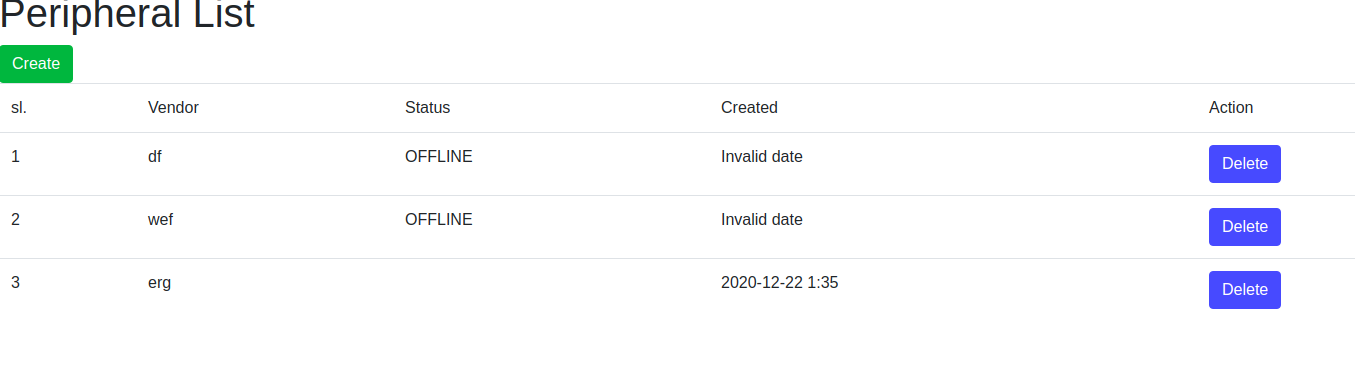 Peripheral List
Create
sl. Vendor Status Created Action
1 df OFFLINE Invalid date Delete
2 wef OFFLINE Invalid date Delete
3 erg 2020-12-22 1:35 Delete